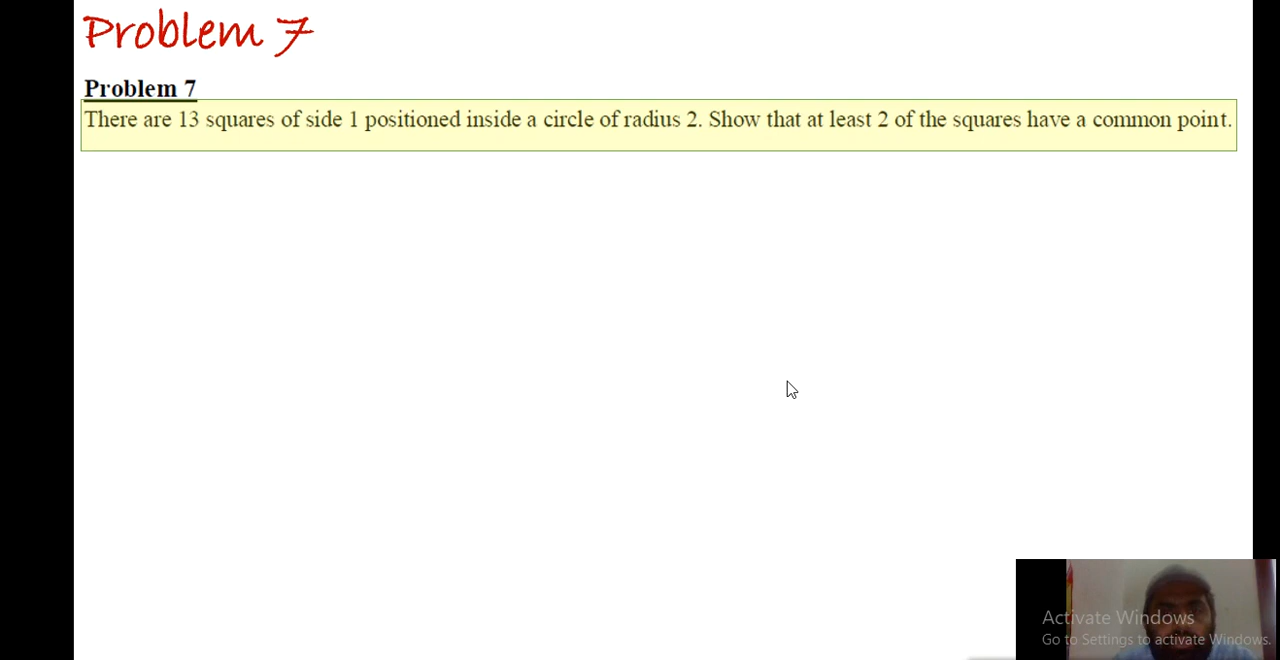 Problem 7
Problem 7
There are 13 squares of side 1 positioned inside a circle of radius 2. Show that at least 2 of the squares have a common point.
Activate Windows
Go to Settings to activate Windows.